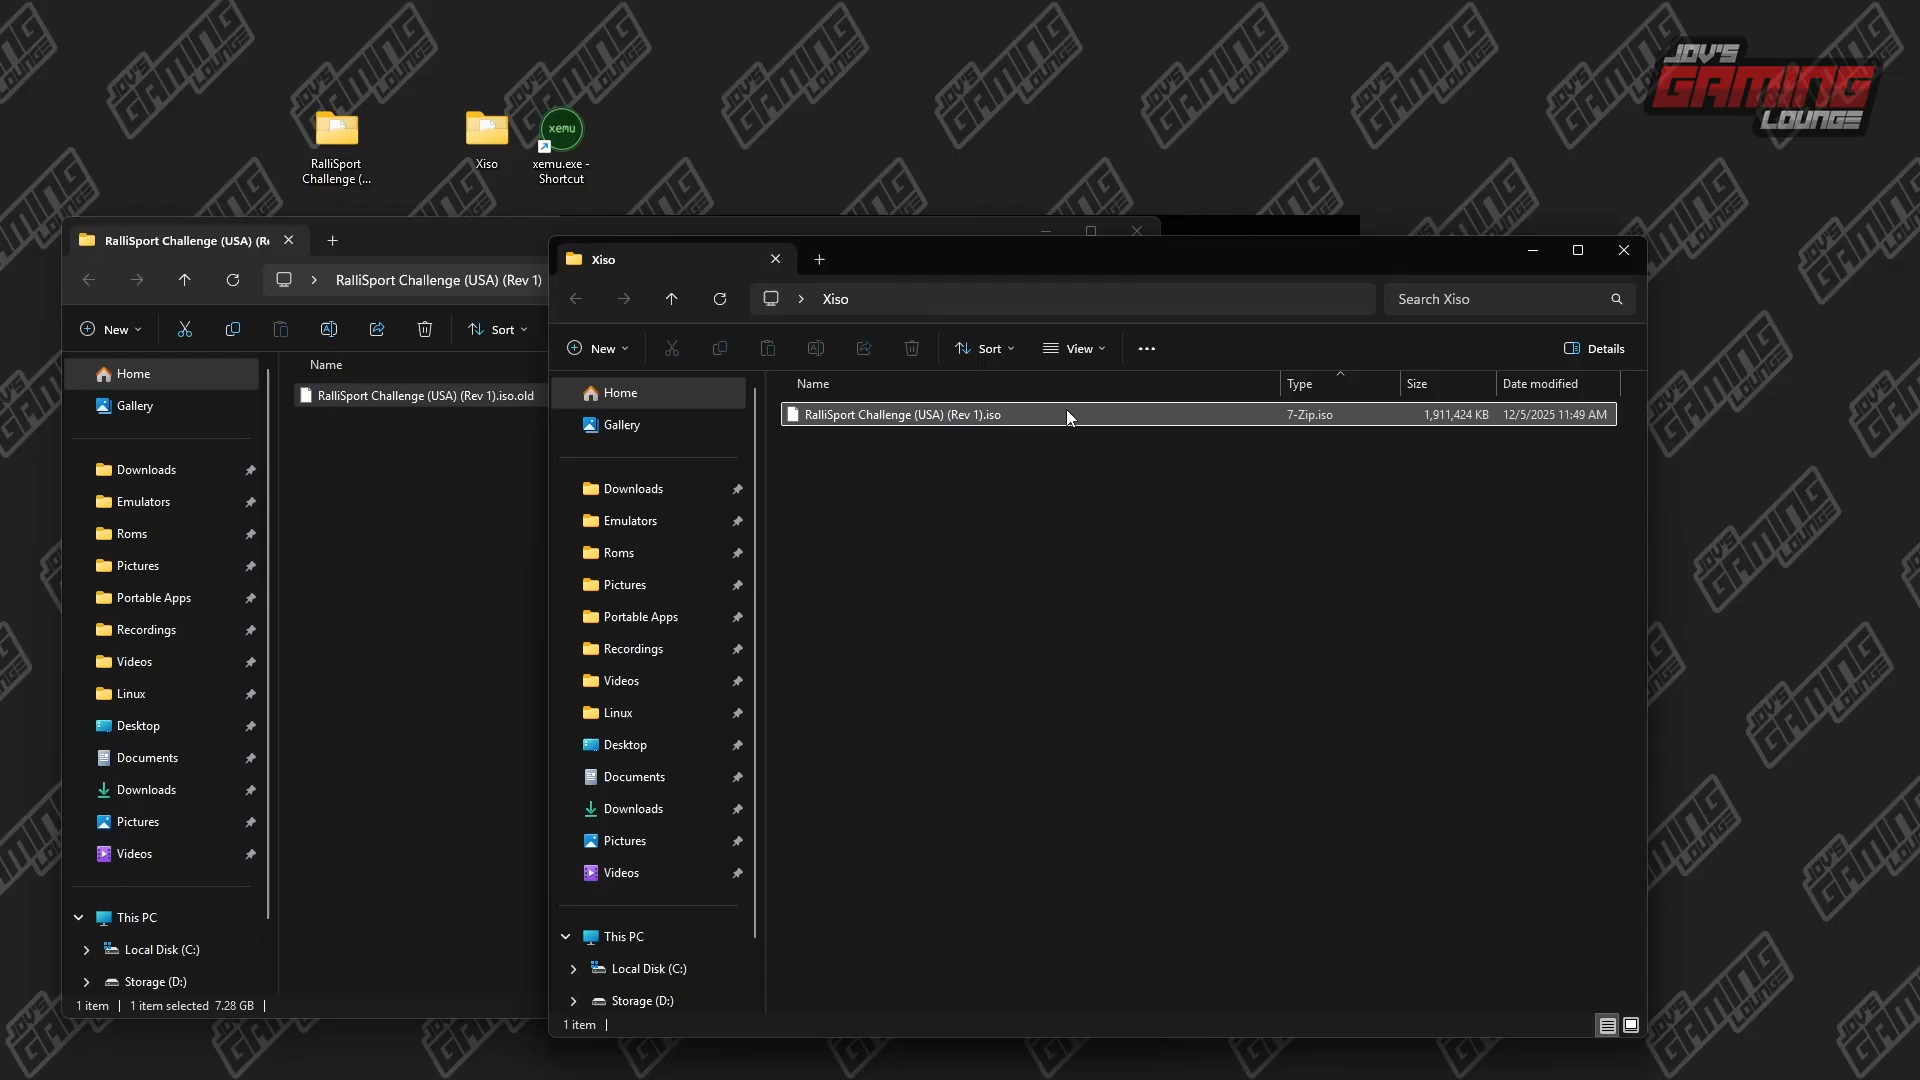 JOV'S
GAMING
LOUNGE
xemu
RalliSport
Challenge (...
Xiso
xemu.exe -
Shortcut
RalliSport Challenge (USA) (Re
RalliSport Challenge (USA) (Rev 1)
New
Sort
Home
Gallery
Downloads
Emulators
Roms
Pictures
Portable Apps
Recordings
Videos
Linux
Desktop
Documents
Downloads
Pictures
Videos
This PC
Local Disk (C:)
Storage (D:)
Name
RalliSport Challenge (USA) (Rev 1).iso.old
1 item
1 item selected 7.28 GB
Xiso
Xiso
Search Xiso
New
Sort
View
Details
Home
Gallery
Downloads
Emulators
Roms
Pictures
Portable Apps
Recordings
Videos
Linux
Desktop
Documents
Downloads
Pictures
Videos
This PC
Local Disk (C:)
Storage (D:)
Name Type Size Date modified
RalliSport Challenge (USA) (Rev 1).iso 7-Zip.iso 1,911,424 KB 12/5/2025 11:49 AM
1 item